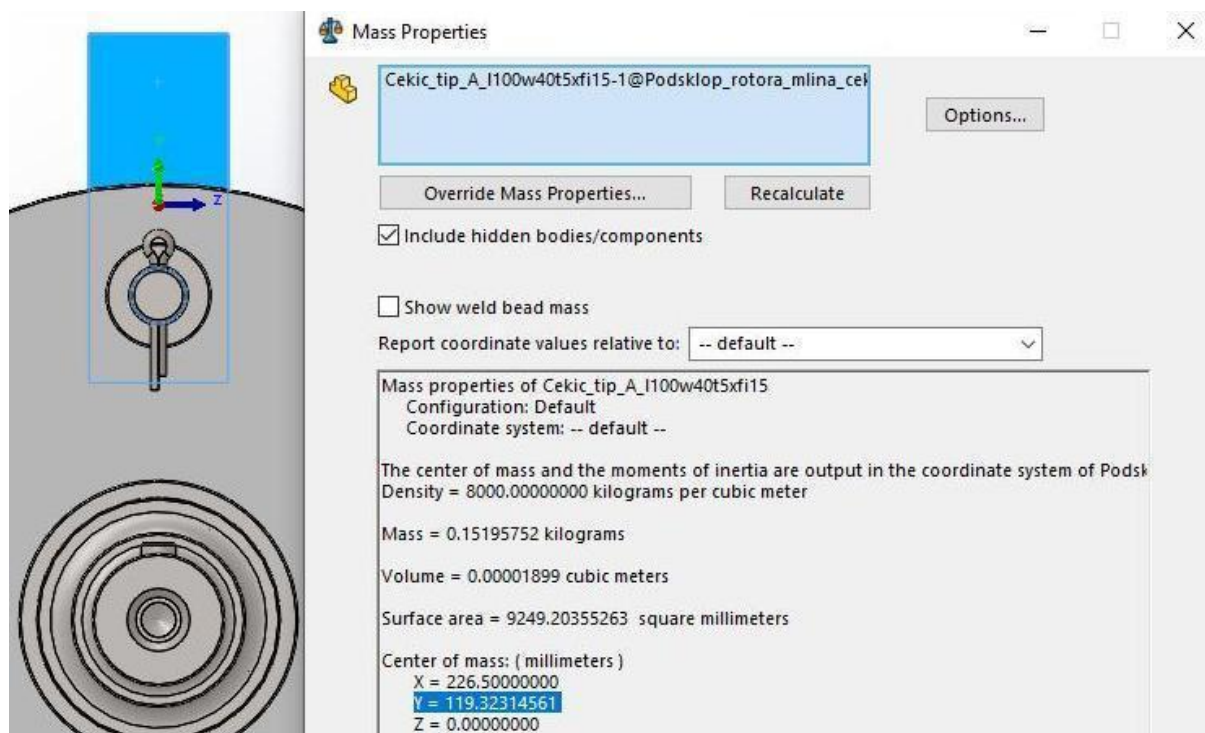 Mass Properties
Cekic_tip_A_l100w40t5xfi15-1@Podsklop_rotora_mlina_cek
Options...
Override Mass Properties...
Recalculate
Include hidden bodies/components
Show weld bead mass
Report coordinate values relative to:
-- default --
Mass properties of Cekic_tip_A_l100w40t5xfi15
Configuration: Default
Coordinate system: -- default --
The center of mass and the moments of inertia are output in the coordinate system of Podsk
Density = 8000.00000000 kilograms per cubic meter
Mass = 0.15195752 kilograms
Volume = 0.00001899 cubic meters
Surface area = 9249.20355263  square millimeters
Center of mass: ( millimeters )
X = 226.50000000
Y = 119.32314561
Z = 0.00000000
Z